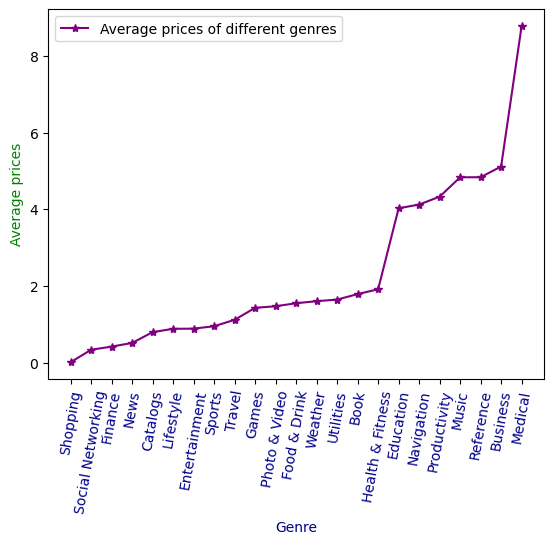 Average prices of different genres
8
6
4
2
0
Average prices
Shopping
Social Networking
Finance
News
Catalogs
Lifestyle
Entertainment
Sports
Travel
Games
Photo & Video
Food & Drink
Weather
Utilities
Book
Health & Fitness
Education
Navigation
Productivity
Music
Reference
Business
Medical
Genre